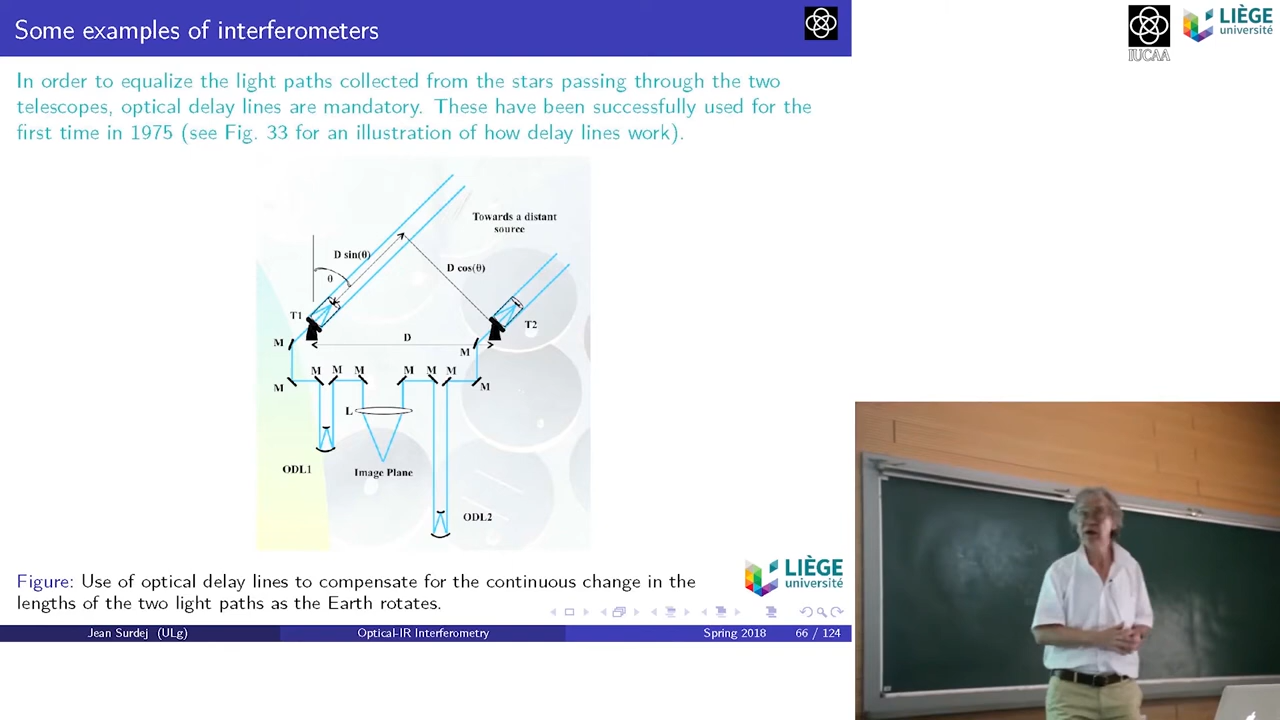 Some examples of interferometers
IUCAA
LIÈGE
université
In order to equalize the light paths collected from the stars passing through the two
telescopes, optical delay lines are mandatory. These have been successfully used for the
first time in 1975 (see Fig. 33 for an illustration of how delay lines work).
Towards a distant
source
D sin(θ)
D cos(θ)
θ
T1
T2
D
M
M
M
M M M
M M M
M
L
ODL1
Image Plane
ODL2
Figure: Use of optical delay lines to compensate for the continuous change in the
lengths of the two light paths as the Earth rotates.
LIÈGE
université
Jean Surdej (ULg)
Optical-IR Interferometry
Spring 2018
66 / 124